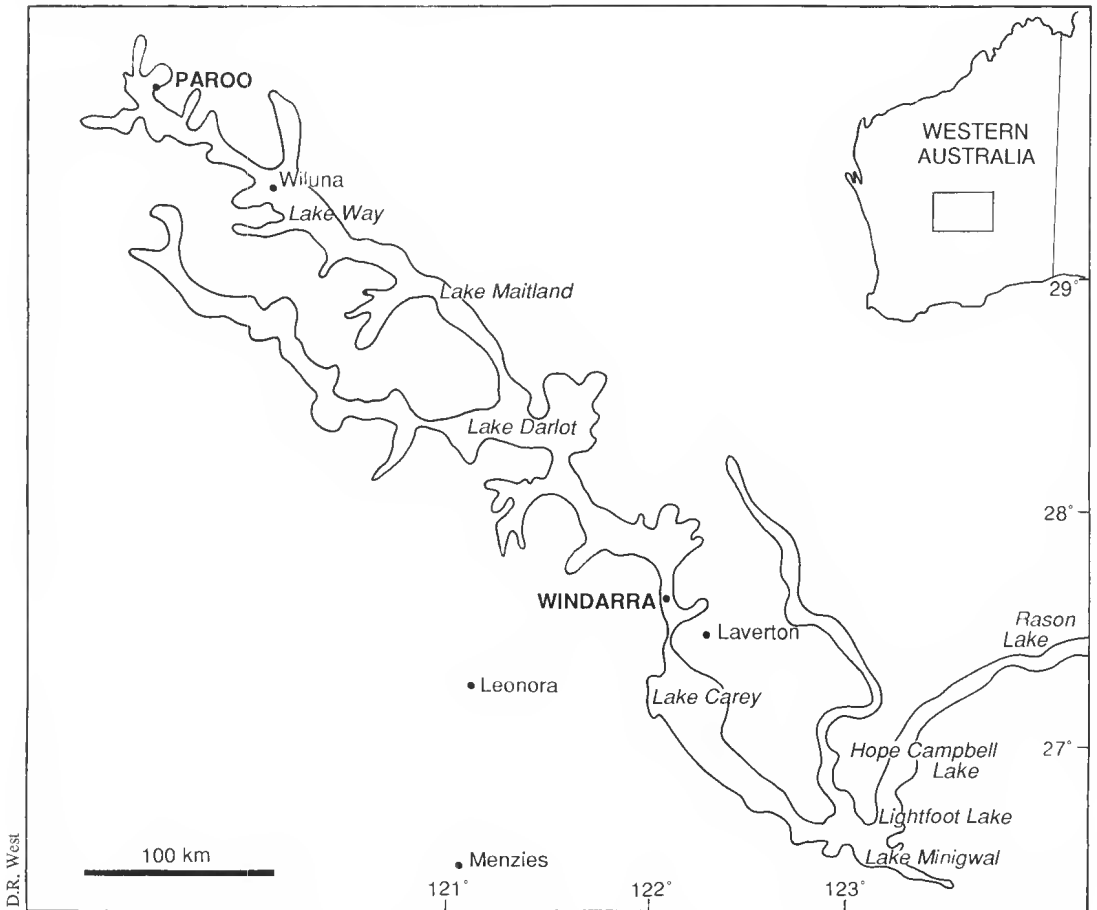 PAROO
WESTERN
AUSTRALIA
Wiluna
Lake Way
29°
Lake Maitland
Lake Darlot
28°
WINDARRA
Laverton
Rason
Lake
Leonora
Lake Carey
27°
Hope Campbell
Lake
Lightfoot Lake
Lake Minigwal
100 km
Menzies
121°
122°
123°
D.R. West